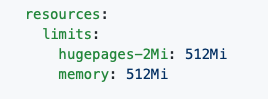 resources:
  limits:
    hugepages-2Mi: 512Mi
    memory: 512Mi